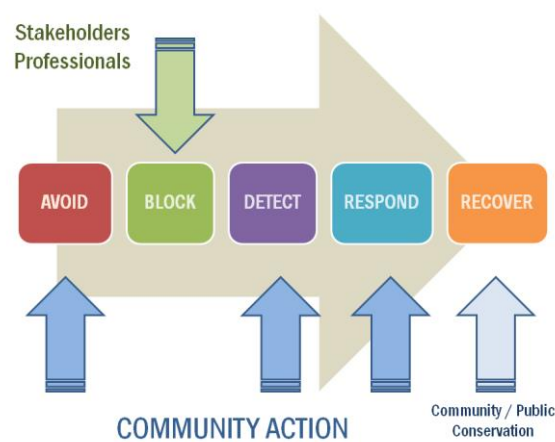 Stakeholders
Professionals
AVOID
BLOCK
DETECT
RESPOND
RECOVER
COMMUNITY ACTION
Community / Public
Conservation